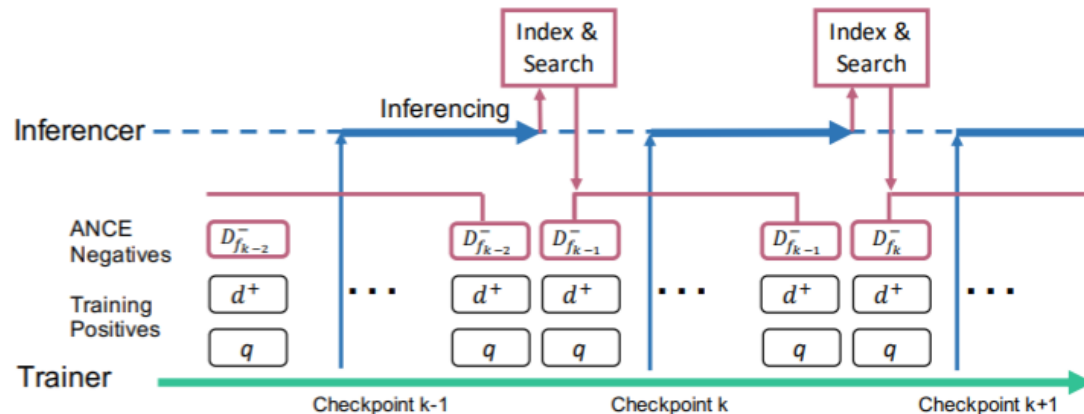 Index &
Search
Index &
Search
Inferencing
Inferencer
ANCE
Negatives
D⁻_{f_{k−2}}
D⁻_{f_{k−2}}
D⁻_{f_{k−1}}
D⁻_{f_{k−1}}
D⁻_{f_k}
Training
Positives
d⁺
...
d⁺
d⁺
...
d⁺
d⁺
...
q
q
q
q
q
Trainer
Checkpoint k-1
Checkpoint k
Checkpoint k+1